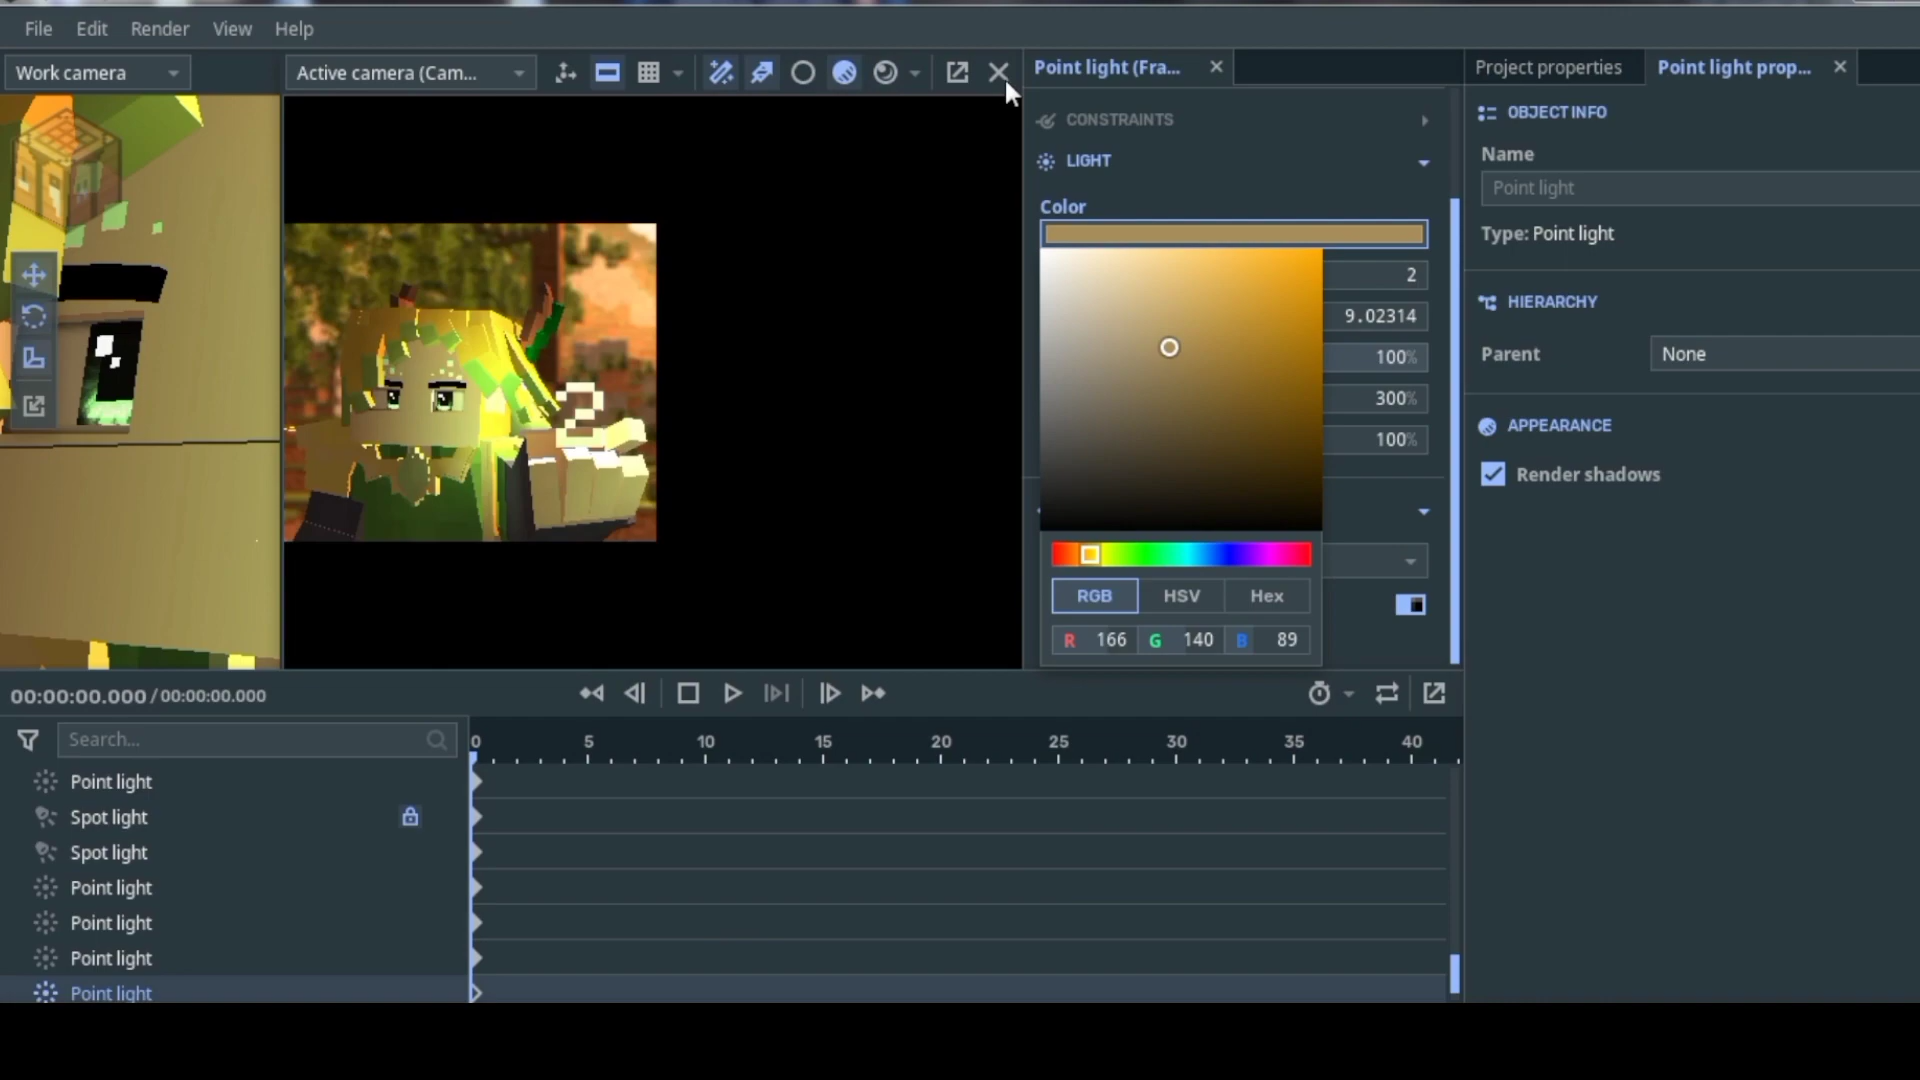 File Edit Render View Help
Work camera
Active camera (Cam...
Point light (Fra...
Project properties
Point light prop...
CONSTRAINTS
LIGHT
Color
2
9.02314
100%
300%
100%
RGB HSV Hex
R 166 G 140 B 89
OBJECT INFO
Name
Point light
Type: Point light
HIERARCHY
Parent None
APPEARANCE
Render shadows
2
00:00:00.000 / 00:00:00.000
Search...
0 5 10 15 20 25 30 35 40
Point light
Spot light
Spot light
Point light
Point light
Point light
Point light